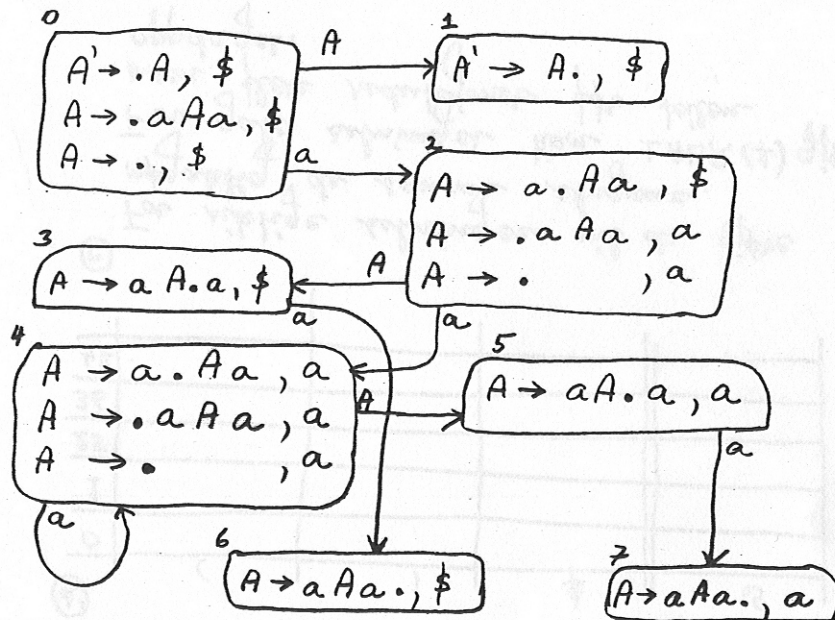 0
A' → .A, $
A → .aAa, $
A → ., $
A
a
1
A' → A., $
2
A → a.Aa, $
A → .aAa, a
A → . , a
A
a
3
A → aA.a, $
a
4
A → a.Aa, a
A → .aAa, a
A → . , a
A
a
5
A → aA.a, a
a
6
A → aAa., $
7
A → aAa., a